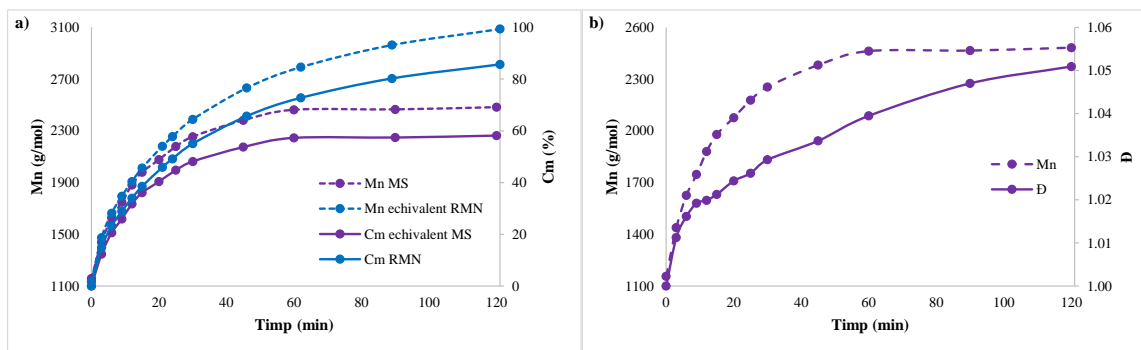 a)
Mn (g/mol)
3100
2700
2300
1900
1500
1100
100
80
60
40
20
0
Cm (%)
Mn MS
Mn echivalent RMN
Cm echivalent MS
Cm RMN
0 20 40 60 80 100 120
Timp (min)
b)
Mn (g/mol)
2600
2300
2000
1700
1400
1100
1.06
1.05
1.04
1.03
1.02
1.01
1.00
Đ
Mn
Đ
0 20 40 60 80 100 120
Timp (min)